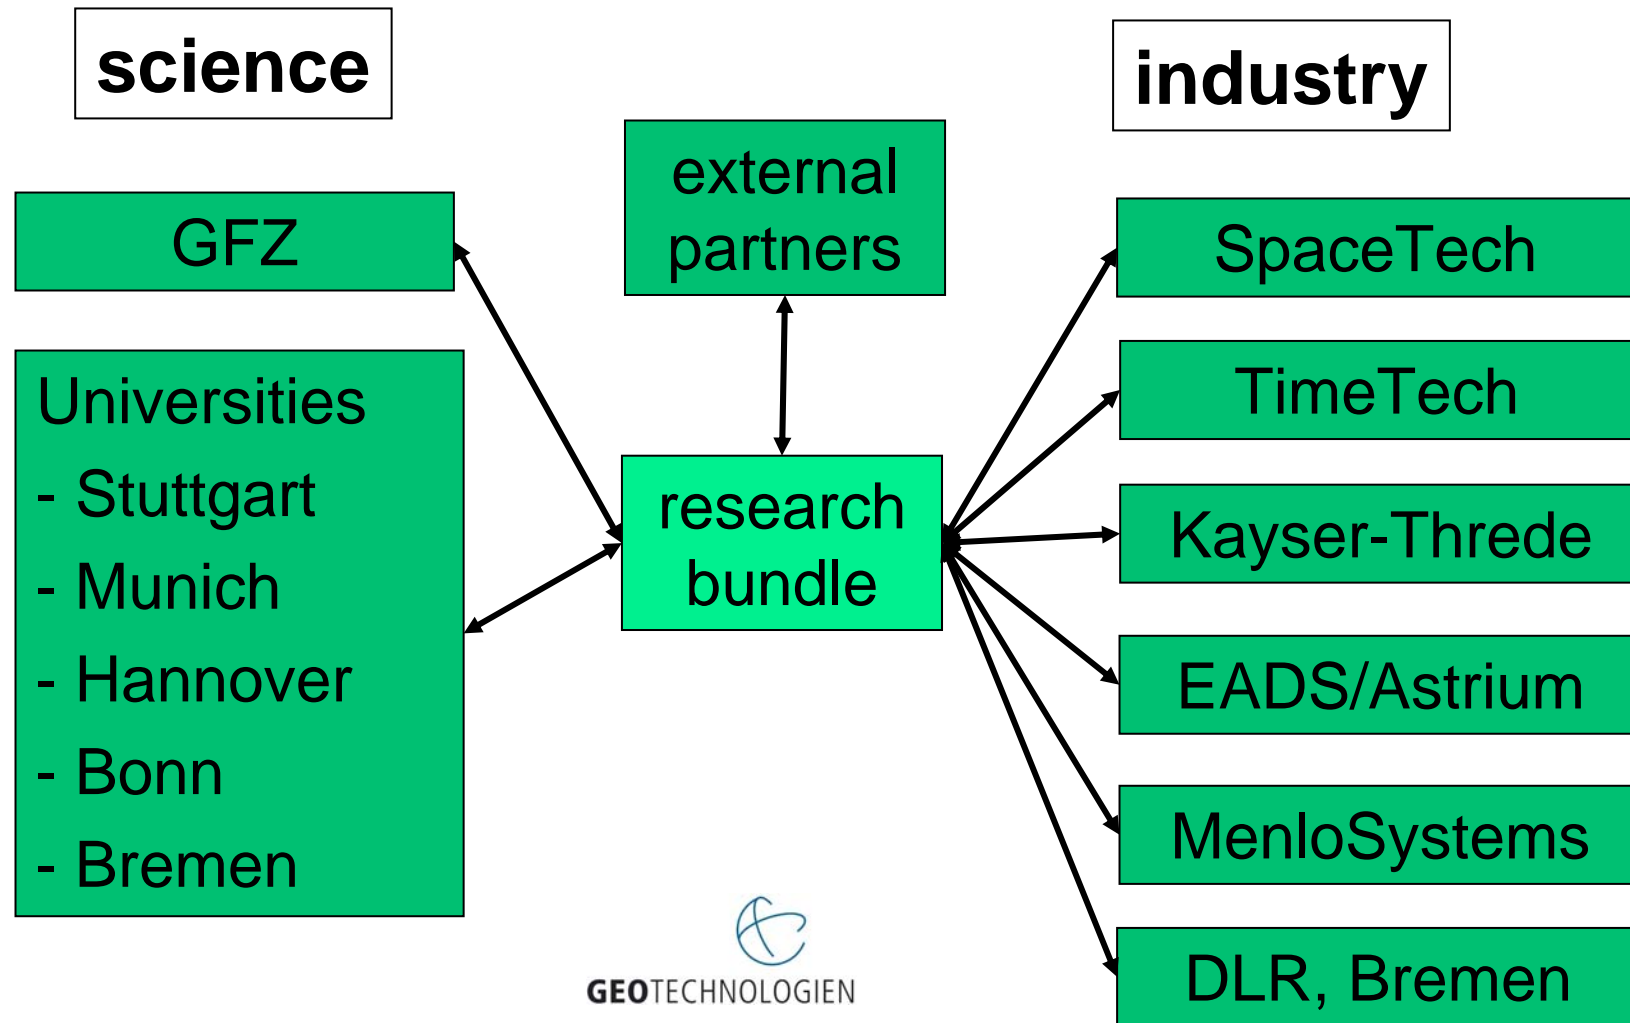 science
industry
external
partners
GFZ
SpaceTech
Universities
- Stuttgart
- Munich
- Hannover
- Bonn
- Bremen
TimeTech
research
bundle
Kayser-Threde
EADS/Astrium
MenloSystems
DLR, Bremen
GEOTECHNOLOGIEN